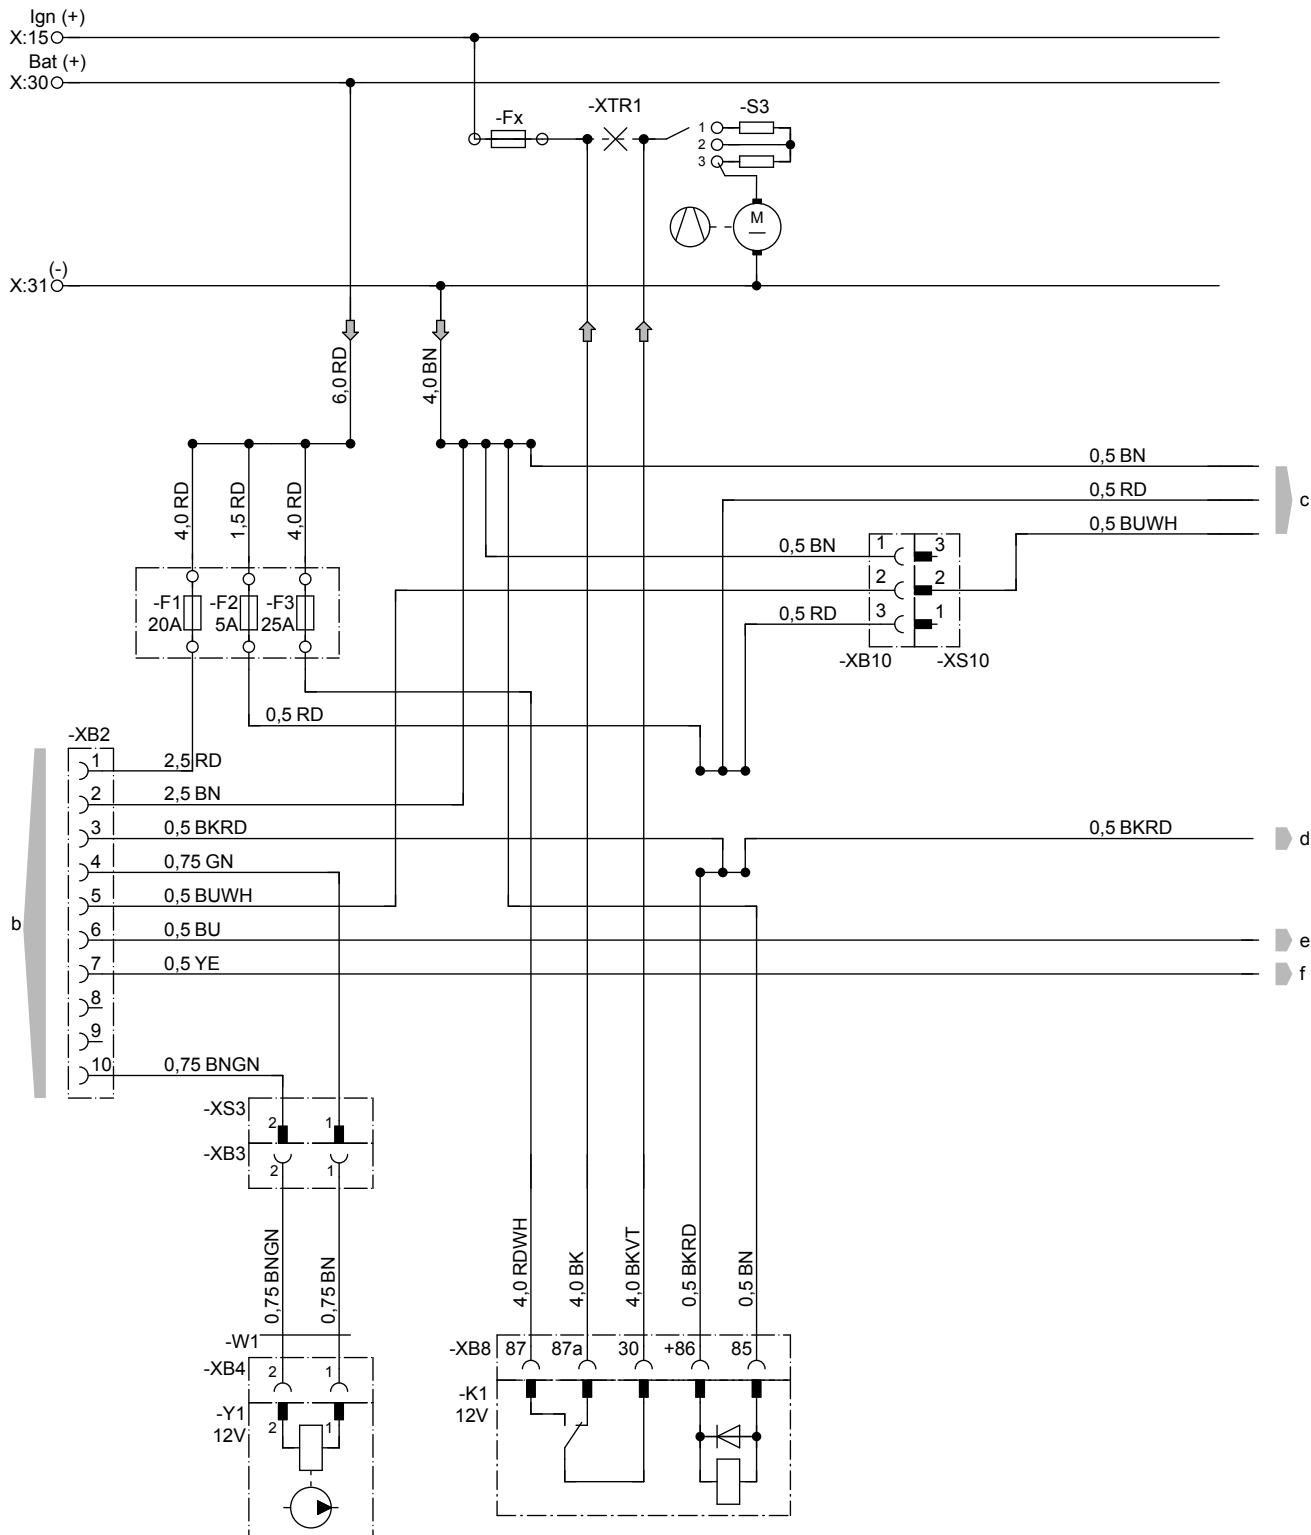 Ign (+)
X:15
Bat (+)
X:30
-Fx
-XTR1
-S3
1
2
3
M
(-)
X:31
6,0 RD
4,0 BN
0,5 BN
0,5 RD
c
0,5 BUWH
4,0 RD
1,5 RD
4,0 RD
0,5 BN
1
3
2
2
0,5 RD
3
1
-F1
-F2
-F3
20A
5A
25A
-XB10
-XS10
0,5 RD
-XB2
1
2,5 RD
2
2,5 BN
3
0,5 BKRD
0,5 BKRD
d
4
0,75 GN
5
0,5 BUWH
b
6
0,5 BU
e
7
0,5 YE
f
8
9
10
0,75 BNGN
-XS3
2
1
-XB3
2
1
0,75 BNGN
0,75 BN
4,0 RDWH
4,0 BK
4,0 BKVT
0,5 BKRD
0,5 BN
-W1
-XB8
87
87a
30
+86
85
-XB4
2
1
-K1
12V
-Y1
12V
2
1